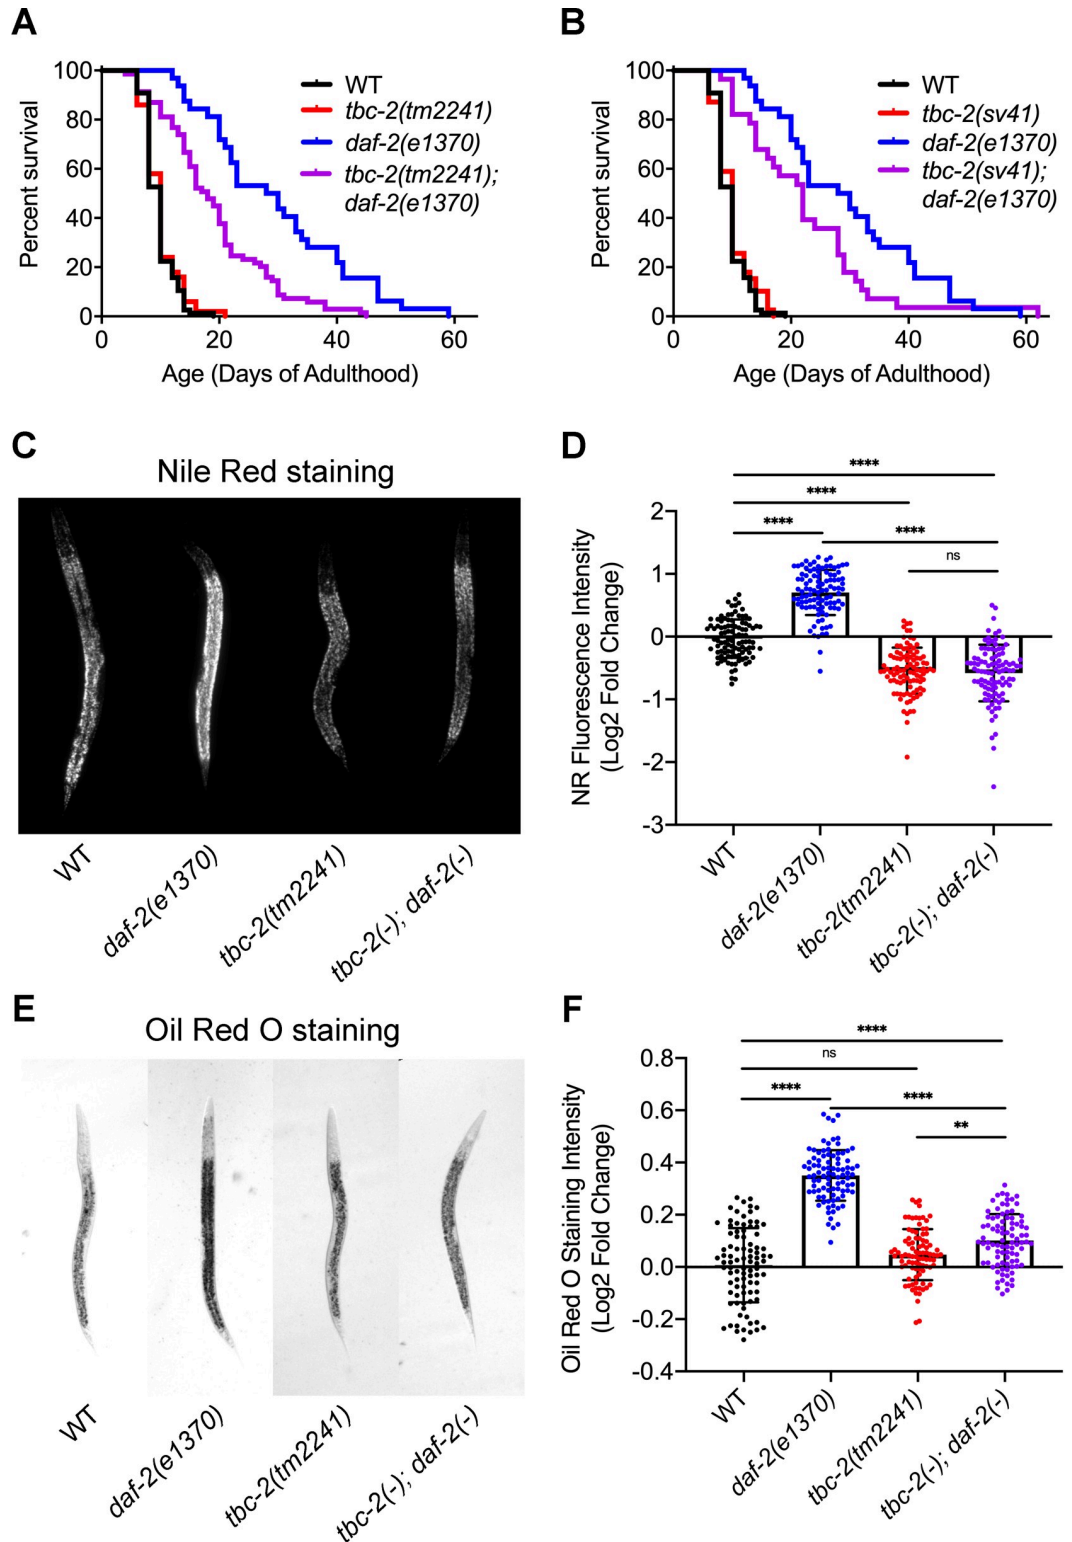 A
Percent survival
100
80
60
40
20
0
0 20 40 60
Age (Days of Adulthood)
WT
tbc-2(tm2241)
daf-2(e1370)
tbc-2(tm2241);
daf-2(e1370)
B
Percent survival
100
80
60
40
20
0
0 20 40 60
Age (Days of Adulthood)
WT
tbc-2(sv41)
daf-2(e1370)
tbc-2(sv41);
daf-2(e1370)
C
Nile Red staining
WT
daf-2(e1370)
tbc-2(tm2241)
tbc-2(-); daf-2(-)
D
NR Fluorescence Intensity
(Log2 Fold Change)
****
****
**** ****
ns
2
1
0
-1
-2
-3
WT
daf-2(e1370)
tbc-2(tm2241)
tbc-2(-); daf-2(-)
E
Oil Red O staining
WT
daf-2(e1370)
tbc-2(tm2241)
tbc-2(-); daf-2(-)
F
Oil Red O Staining Intensity
(Log2 Fold Change)
****
ns
**** ****
**
0.8
0.6
0.4
0.2
0.0
-0.2
-0.4
WT
daf-2(e1370)
tbc-2(tm2241)
tbc-2(-); daf-2(-)